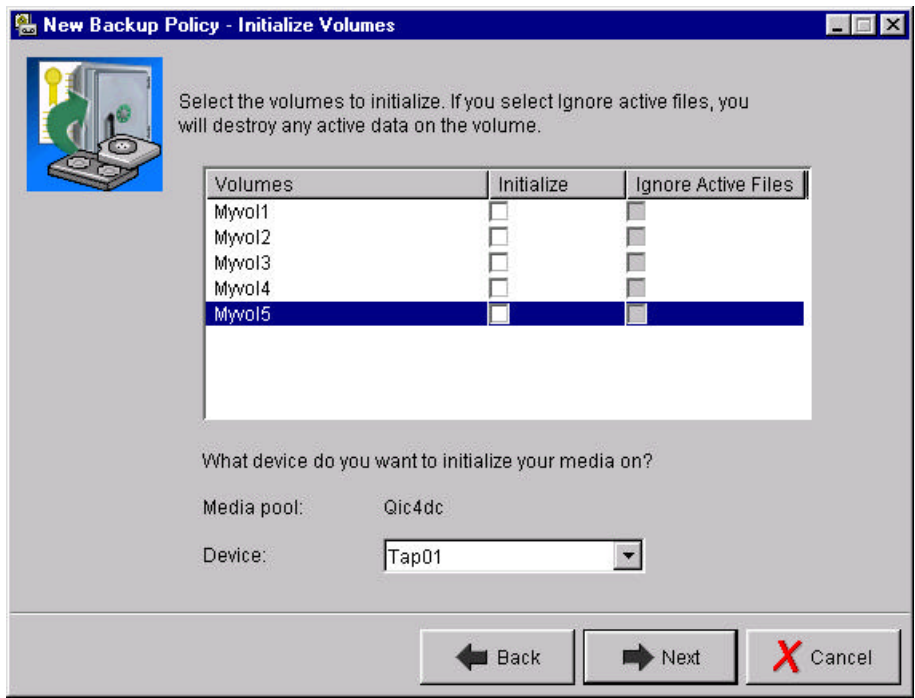 New Backup Policy - Initialize Volumes
Select the volumes to initialize. If you select Ignore active files, you
will destroy any active data on the volume.
Volumes Initialize Ignore Active Files
Myvol1
Myvol2
Myvol3
Myvol4
Myvol5
What device do you want to initialize your media on?
Media pool: Qic4dc
Device: Tap01
Back Next Cancel